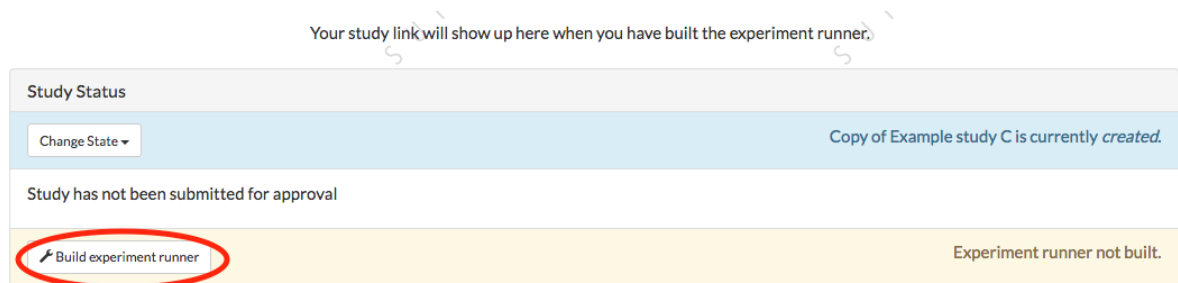 Your study link will show up here when you have built the experiment runner.
Study Status
Change State
Copy of Example study C is currently created.
Study has not been submitted for approval
Build experiment runner
Experiment runner not built.